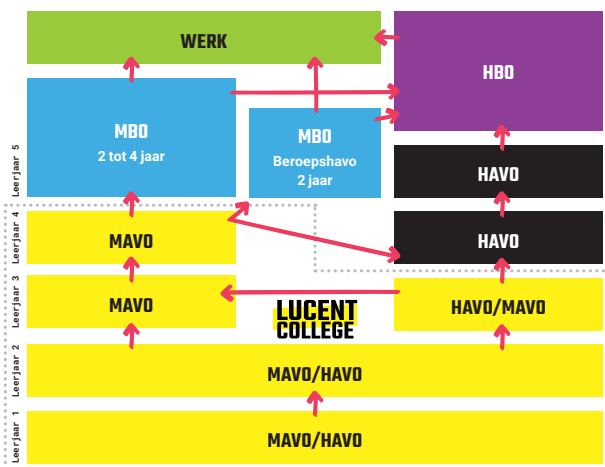 WERK
HBO
MBO
2 tot 4 jaar
MBO
Beroepshavo
2 jaar
Leerjaar 5
HAVO
Leerjaar 4
MAVO
HAVO
Leerjaar 3
MAVO
LUCENT
COLLEGE
HAVO/MAVO
Leerjaar 2
MAVO/HAVO
Leerjaar 1
MAVO/HAVO